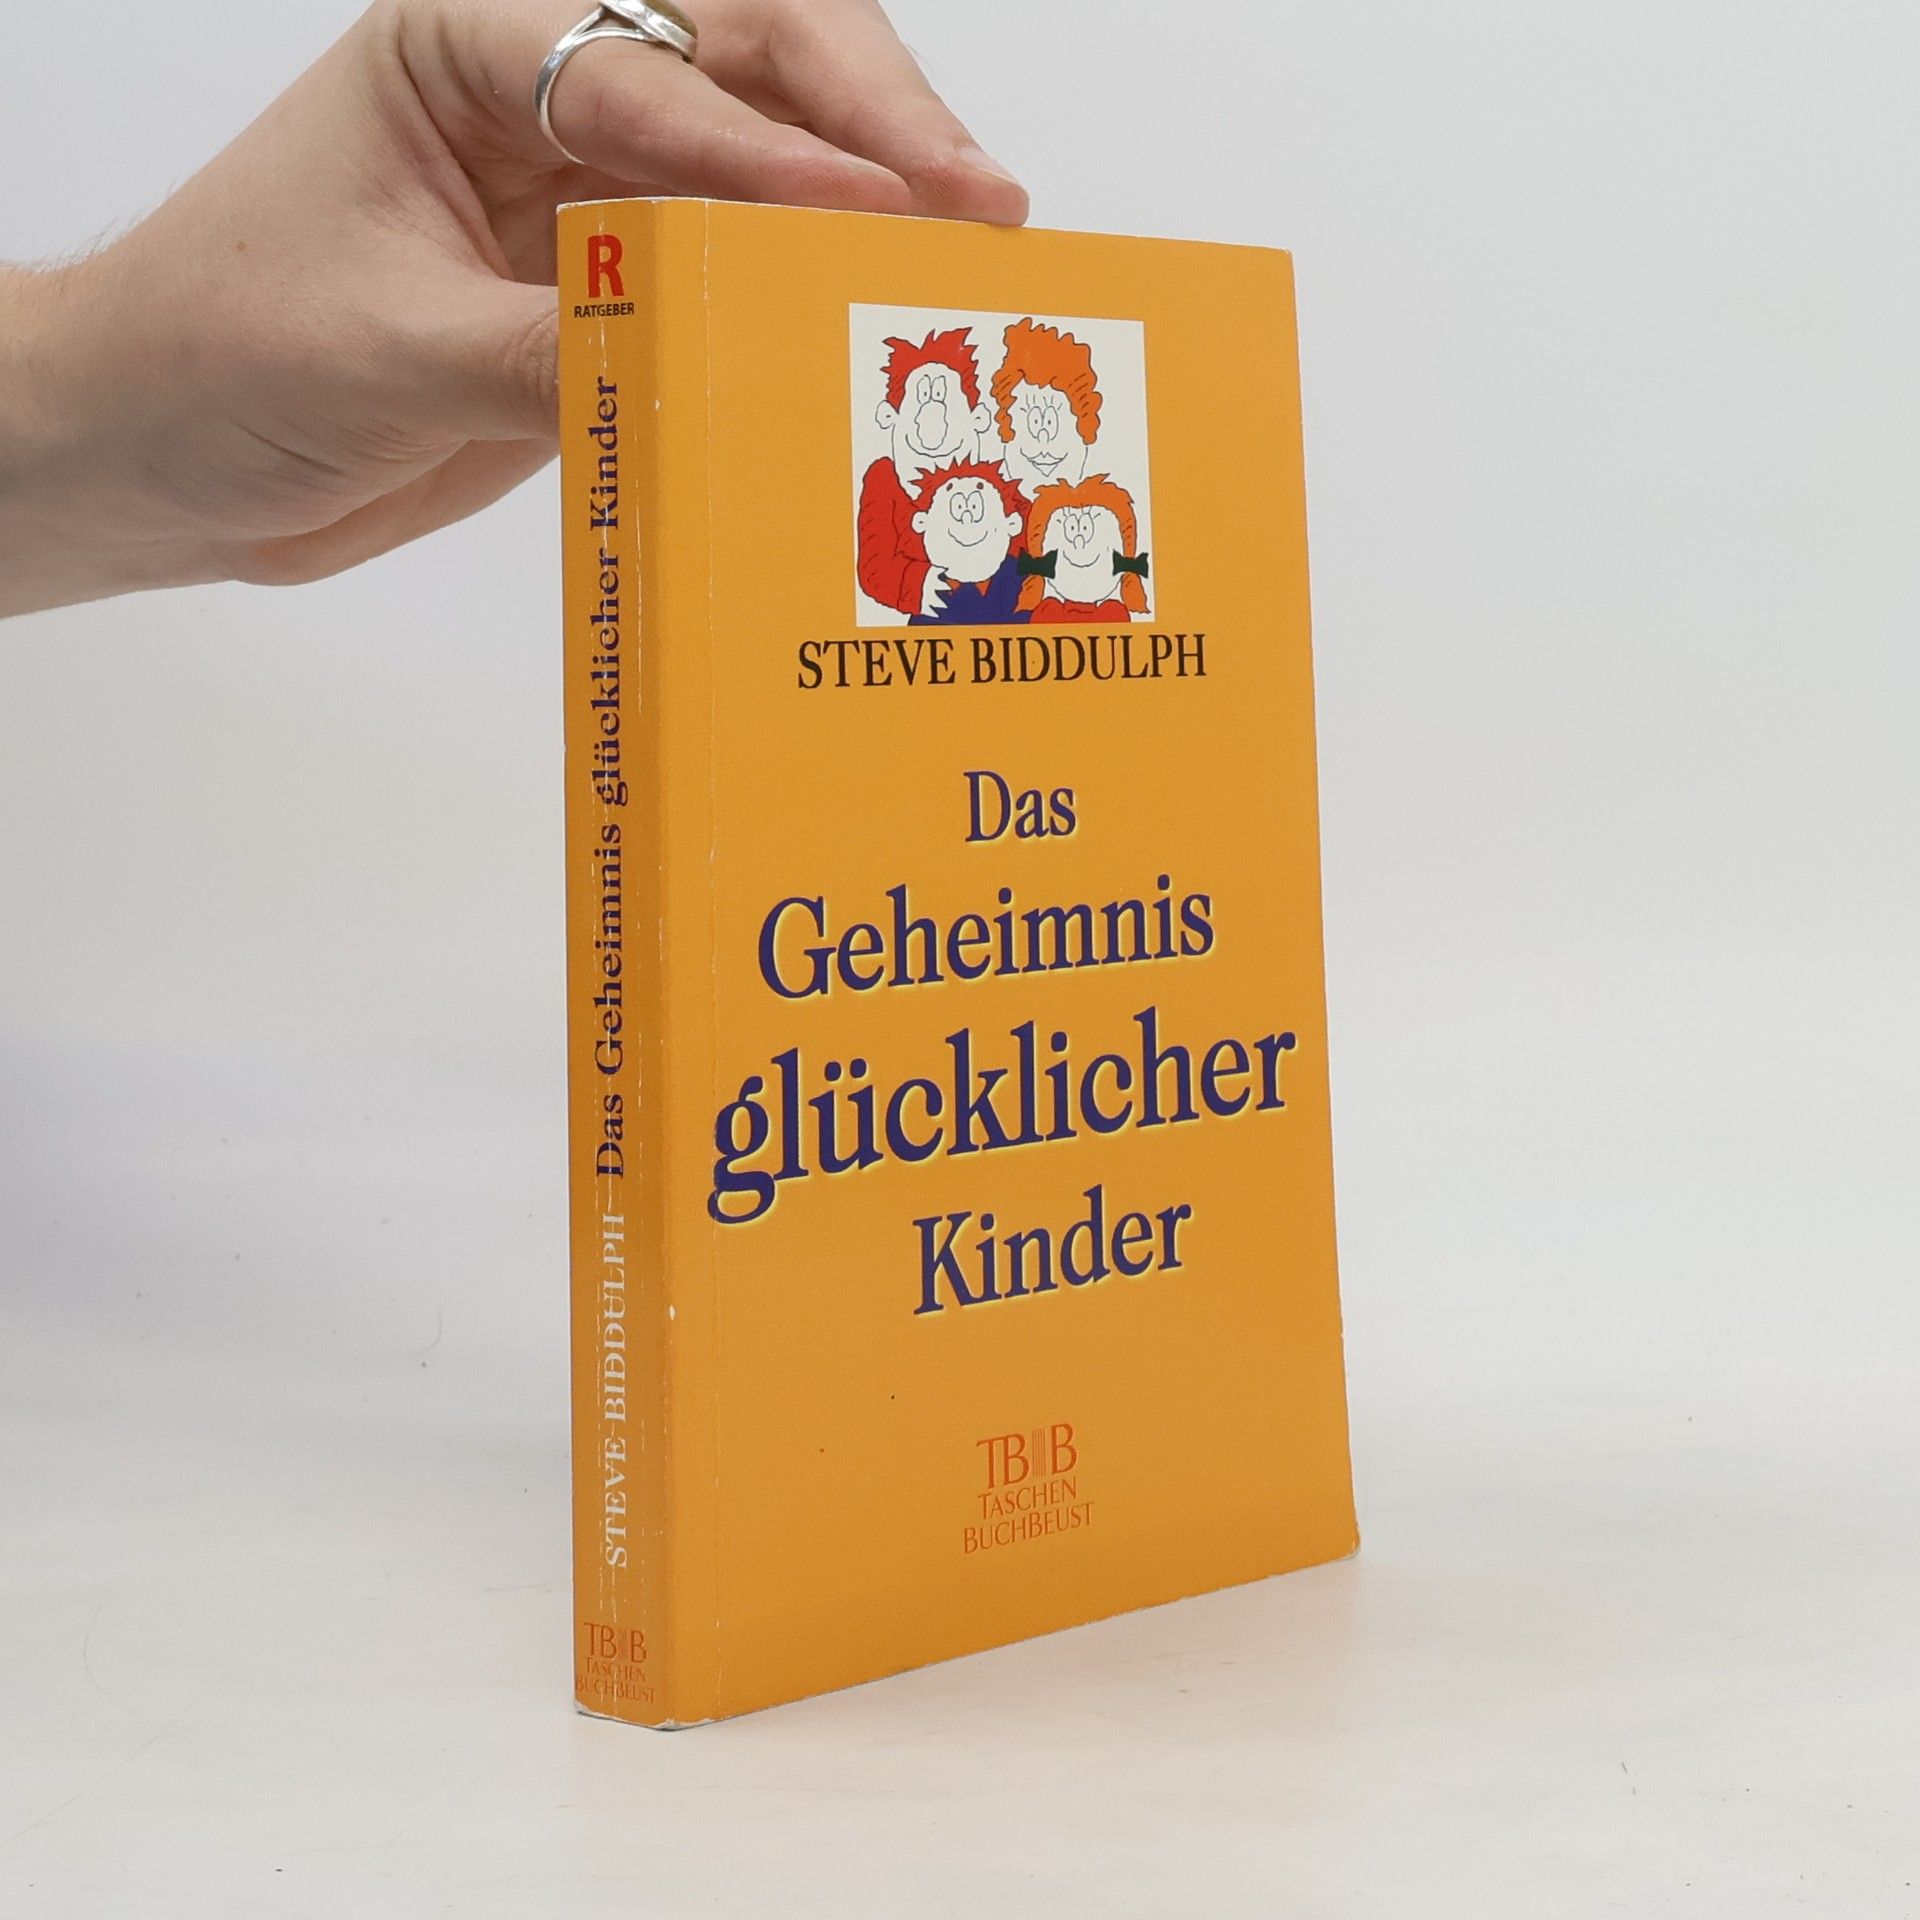 R
RATGEBER
STEVE BIDDULPH Das Geheimnis glücklicher Kinder
TB B
TASCHEN
BUCHBEUST
STEVE BIDDULPH
Das
Geheimnis
glücklicher
Kinder
TB B
TASCHEN
BUCHBEUST